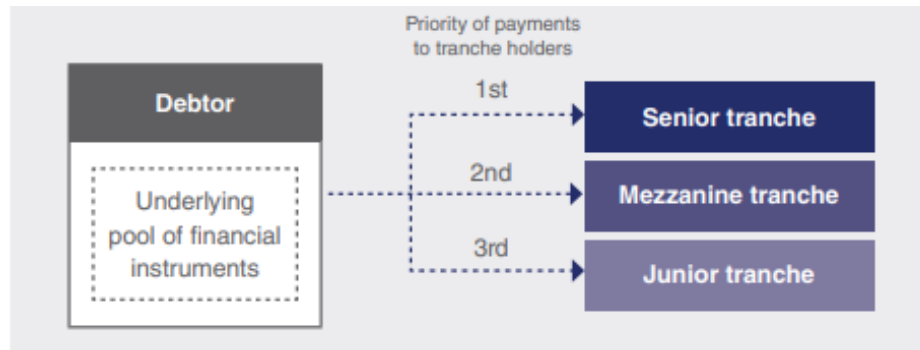 Priority of payments
to tranche holders
Debtor
Underlying
pool of financial
instruments
1st
Senior tranche
2nd
Mezzanine tranche
3rd
Junior tranche